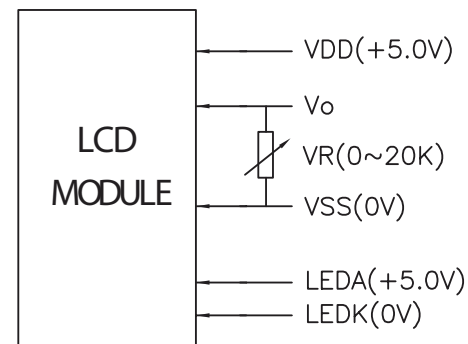 LCD
MODULE
VDD(+5.0V)
Vo
VR(0~20K)
VSS(0V)
LEDA(+5.0V)
LEDK(0V)